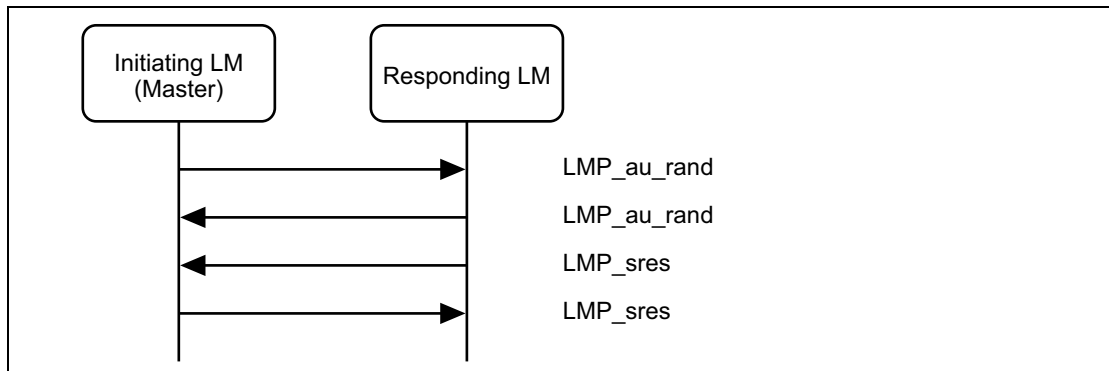 Initiating LM
(Master)
Responding LM
LMP_au_rand
LMP_au_rand
LMP_sres
LMP_sres